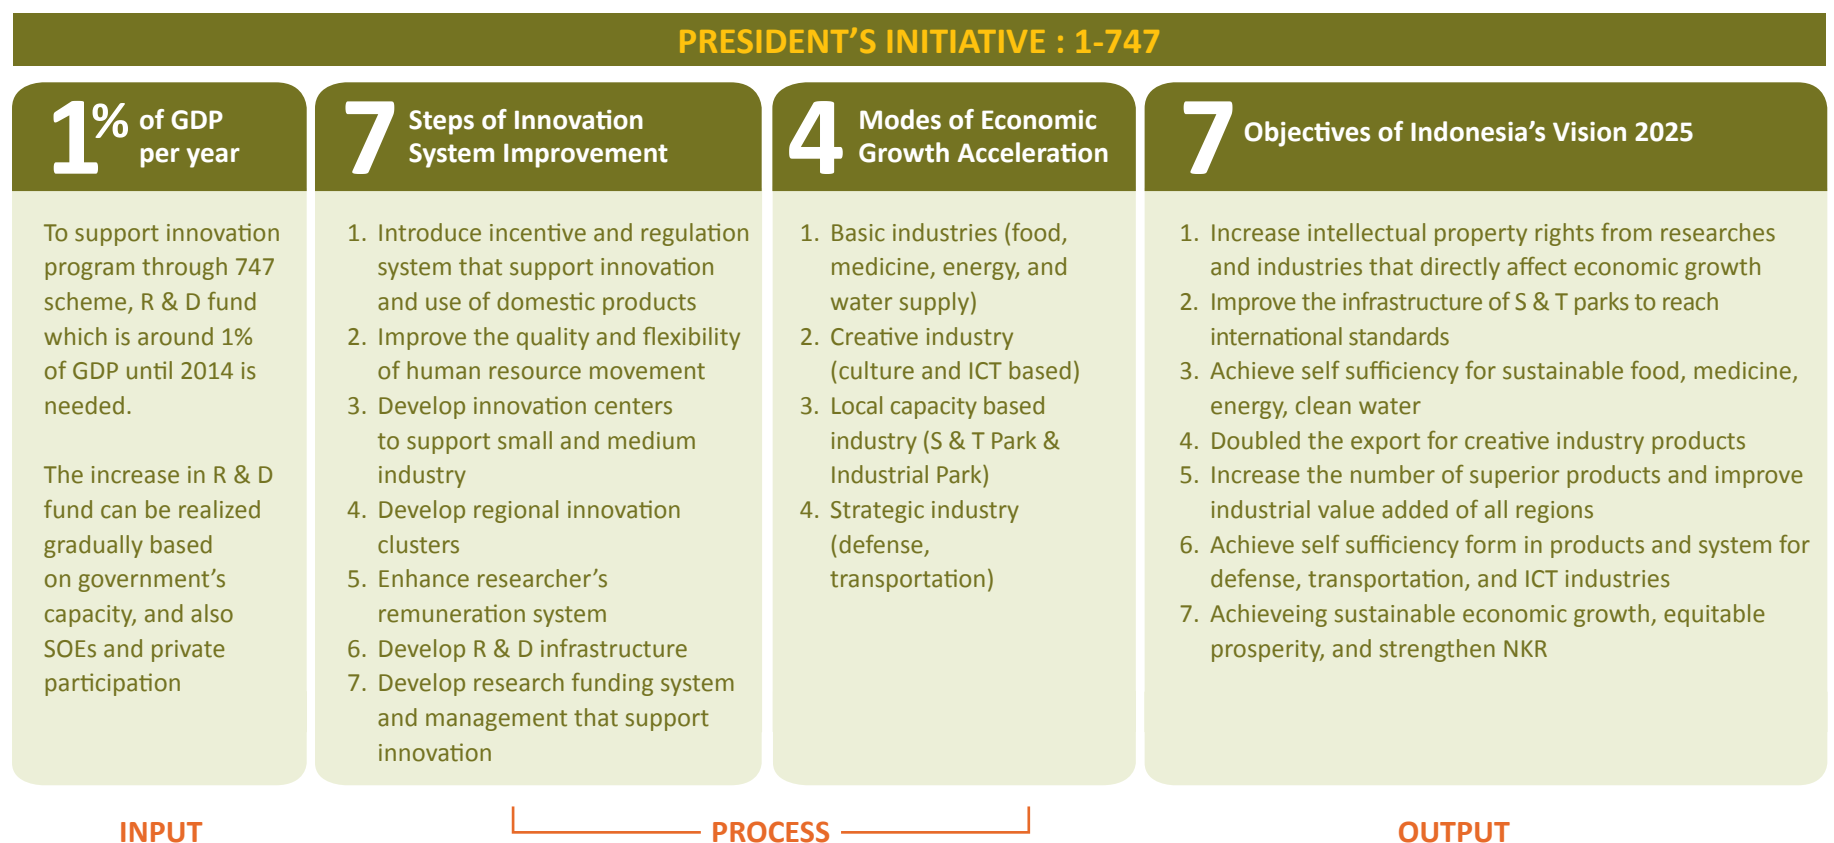 PRESIDENT’S INITIATIVE : 1-747
1% of GDP
per year
To support innovation
program through 747
scheme, R & D fund
which is around 1%
of GDP until 2014 is
needed.
The increase in R & D
fund can be realized
gradually based
on government’s
capacity, and also
SOEs and private
participation
7 Steps of Innovation
System Improvement
1. Introduce incentive and regulation
system that support innovation
and use of domestic products
2. Improve the quality and flexibility
of human resource movement
3. Develop innovation centers
to support small and medium
industry
4. Develop regional innovation
clusters
5. Enhance researcher’s
remuneration system
6. Develop R & D infrastructure
7. Develop research funding system
and management that support
innovation
4 Modes of Economic
Growth Acceleration
1. Basic industries (food,
medicine, energy, and
water supply)
2. Creative industry
(culture and ICT based)
3. Local capacity based
industry (S & T Park &
Industrial Park)
4. Strategic industry
(defense,
transportation)
7 Objectives of Indonesia’s Vision 2025
1. Increase intellectual property rights from researches
and industries that directly affect economic growth
2. Improve the infrastructure of S & T parks to reach
international standards
3. Achieve self sufficiency for sustainable food, medicine,
energy, clean water
4. Doubled the export for creative industry products
5. Increase the number of superior products and improve
industrial value added of all regions
6. Achieve self sufficiency form in products and system for
defense, transportation, and ICT industries
7. Achieveing sustainable economic growth, equitable
prosperity, and strengthen NKR
INPUT
PROCESS
OUTPUT